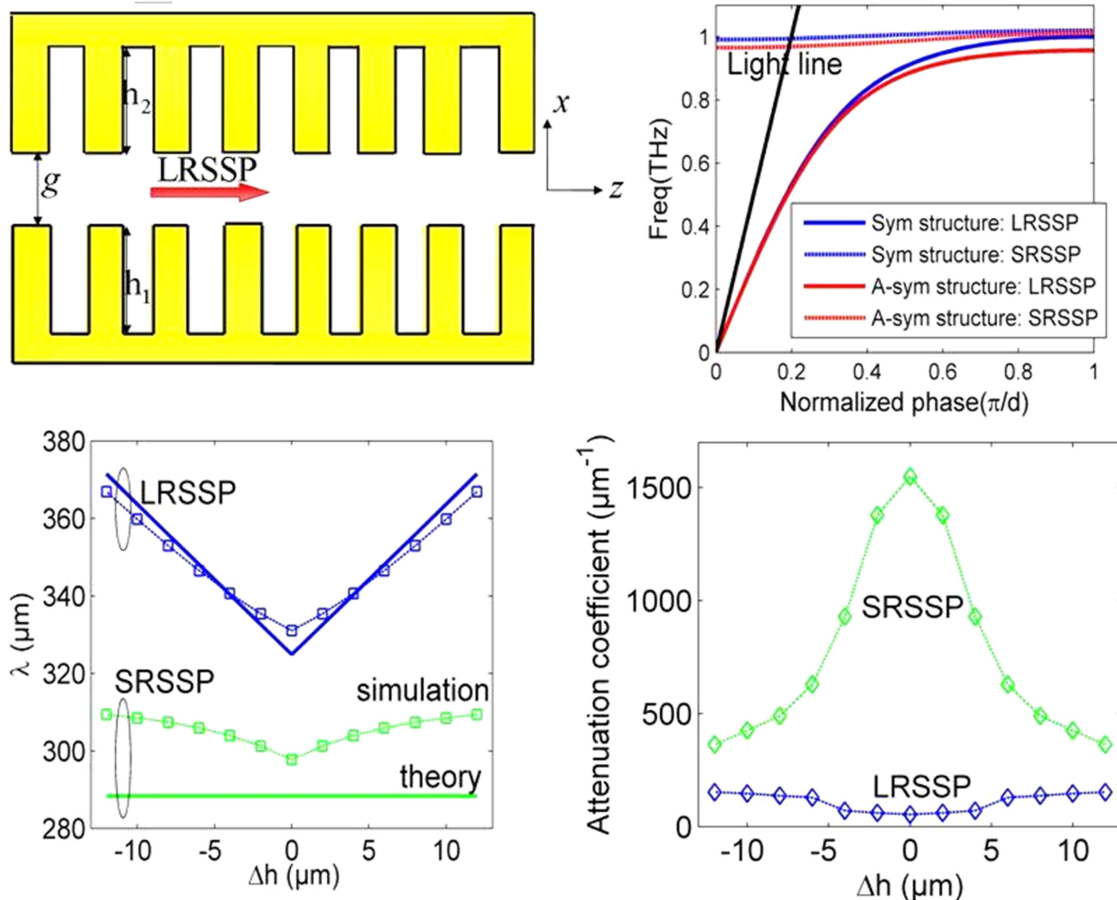 h₂
x
LRSSP
g
z
h₁
Freq(THz)
1
0.8
0.6
0.4
0.2
0
Light line
Sym structure: LRSSP
Sym structure: SRSSP
A-sym structure: LRSSP
A-sym structure: SRSSP
0 0.2 0.4 0.6 0.8 1
Normalized phase(π/d)
λ (μm)
380
360
340
320
300
280
LRSSP
SRSSP
simulation
theory
-10 -5 0 5 10
Δh (μm)
Attenuation coefficient (μm⁻¹)
1500
1000
500
0
SRSSP
LRSSP
-10 -5 0 5 10
Δh (μm)